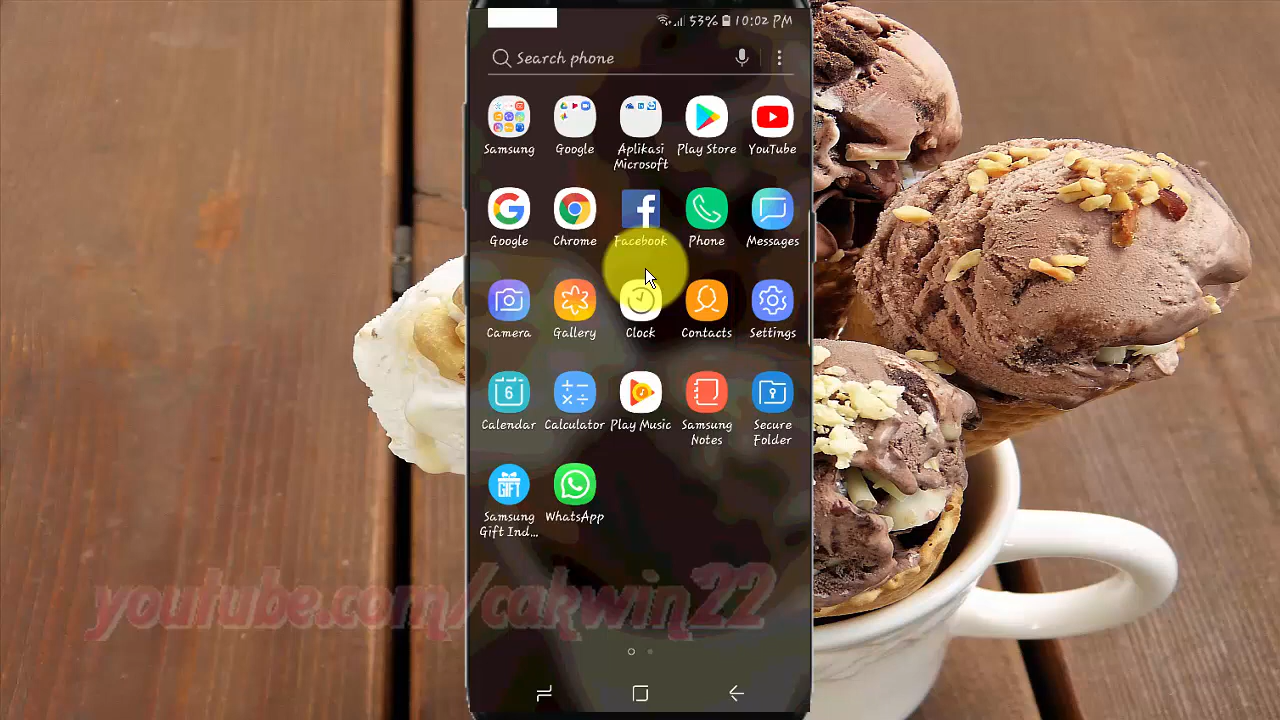 53% 10:02 PM
Search phone
Samsung
Google
Aplikasi
Microsoft
Play Store
YouTube
Google
Chrome
Facebook
Phone
Messages
Camera
Gallery
Clock
Contacts
Settings
6
Calendar
Calculator
Play Music
Samsung
Notes
Secure
Folder
GIFT
Samsung
Gift Ind...
WhatsApp
youtube.com/cakwin22